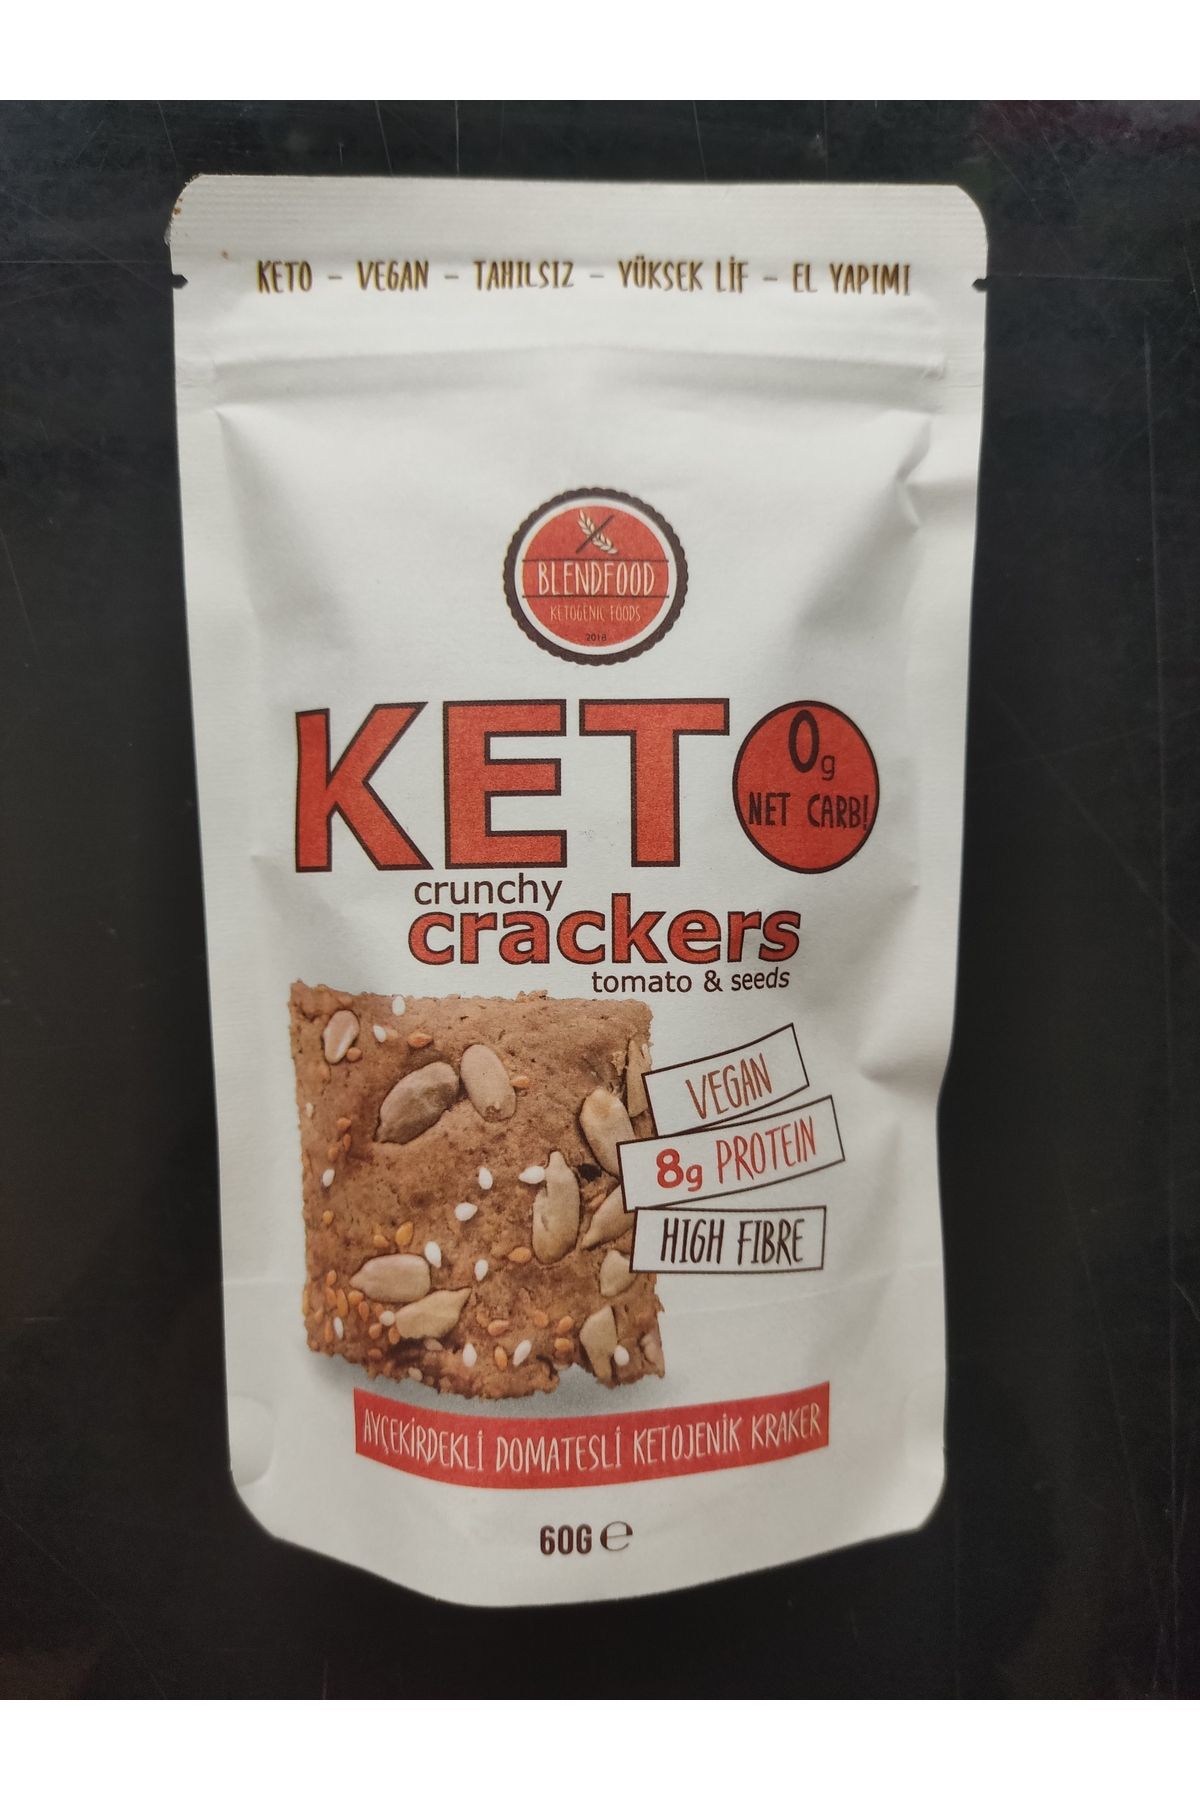 KETO – VEGAN – TAHILSIZ – YÜKSEK LİF – EL YAPIMI
BLENDFOOD
KETOGENIC FOODS
2018
KETO
0g
NET CARB!
crunchy
crackers
tomato & seeds
VEGAN
8g PROTEIN
HIGH FIBRE
AYÇEKİRDEKLİ DOMATESLİ KETOJENİK KRAKER
60G ℮